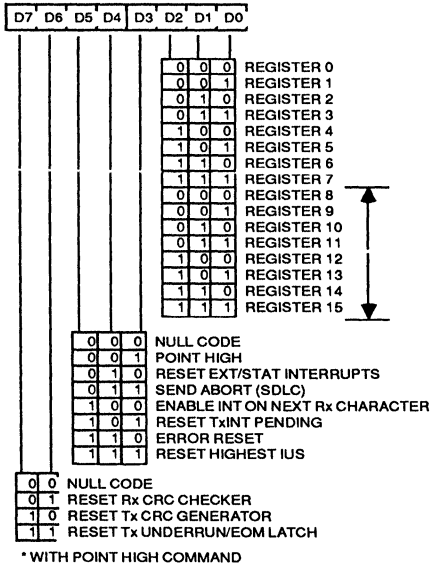 D7 D6 D5 D4 D3 D2 D1 D0
0 0 0 REGISTER 0
0 0 1 REGISTER 1
0 1 0 REGISTER 2
0 1 1 REGISTER 3
1 0 0 REGISTER 4
1 0 1 REGISTER 5
1 1 0 REGISTER 6
1 1 1 REGISTER 7
0 0 0 REGISTER 8
0 0 1 REGISTER 9
0 1 0 REGISTER 10
0 1 1 REGISTER 11
1 0 0 REGISTER 12
1 0 1 REGISTER 13
1 1 0 REGISTER 14
1 1 1 REGISTER 15
0 0 0 NULL CODE
0 0 1 POINT HIGH
0 1 0 RESET EXT/STAT INTERRUPTS
0 1 1 SEND ABORT (SDLC)
1 0 0 ENABLE INT ON NEXT Rx CHARACTER
1 0 1 RESET TxINT PENDING
1 1 0 ERROR RESET
1 1 1 RESET HIGHEST IUS
0 0 NULL CODE
0 1 RESET Rx CRC CHECKER
1 0 RESET Tx CRC GENERATOR
1 1 RESET Tx UNDERRUN/EOM LATCH
* WITH POINT HIGH COMMAND